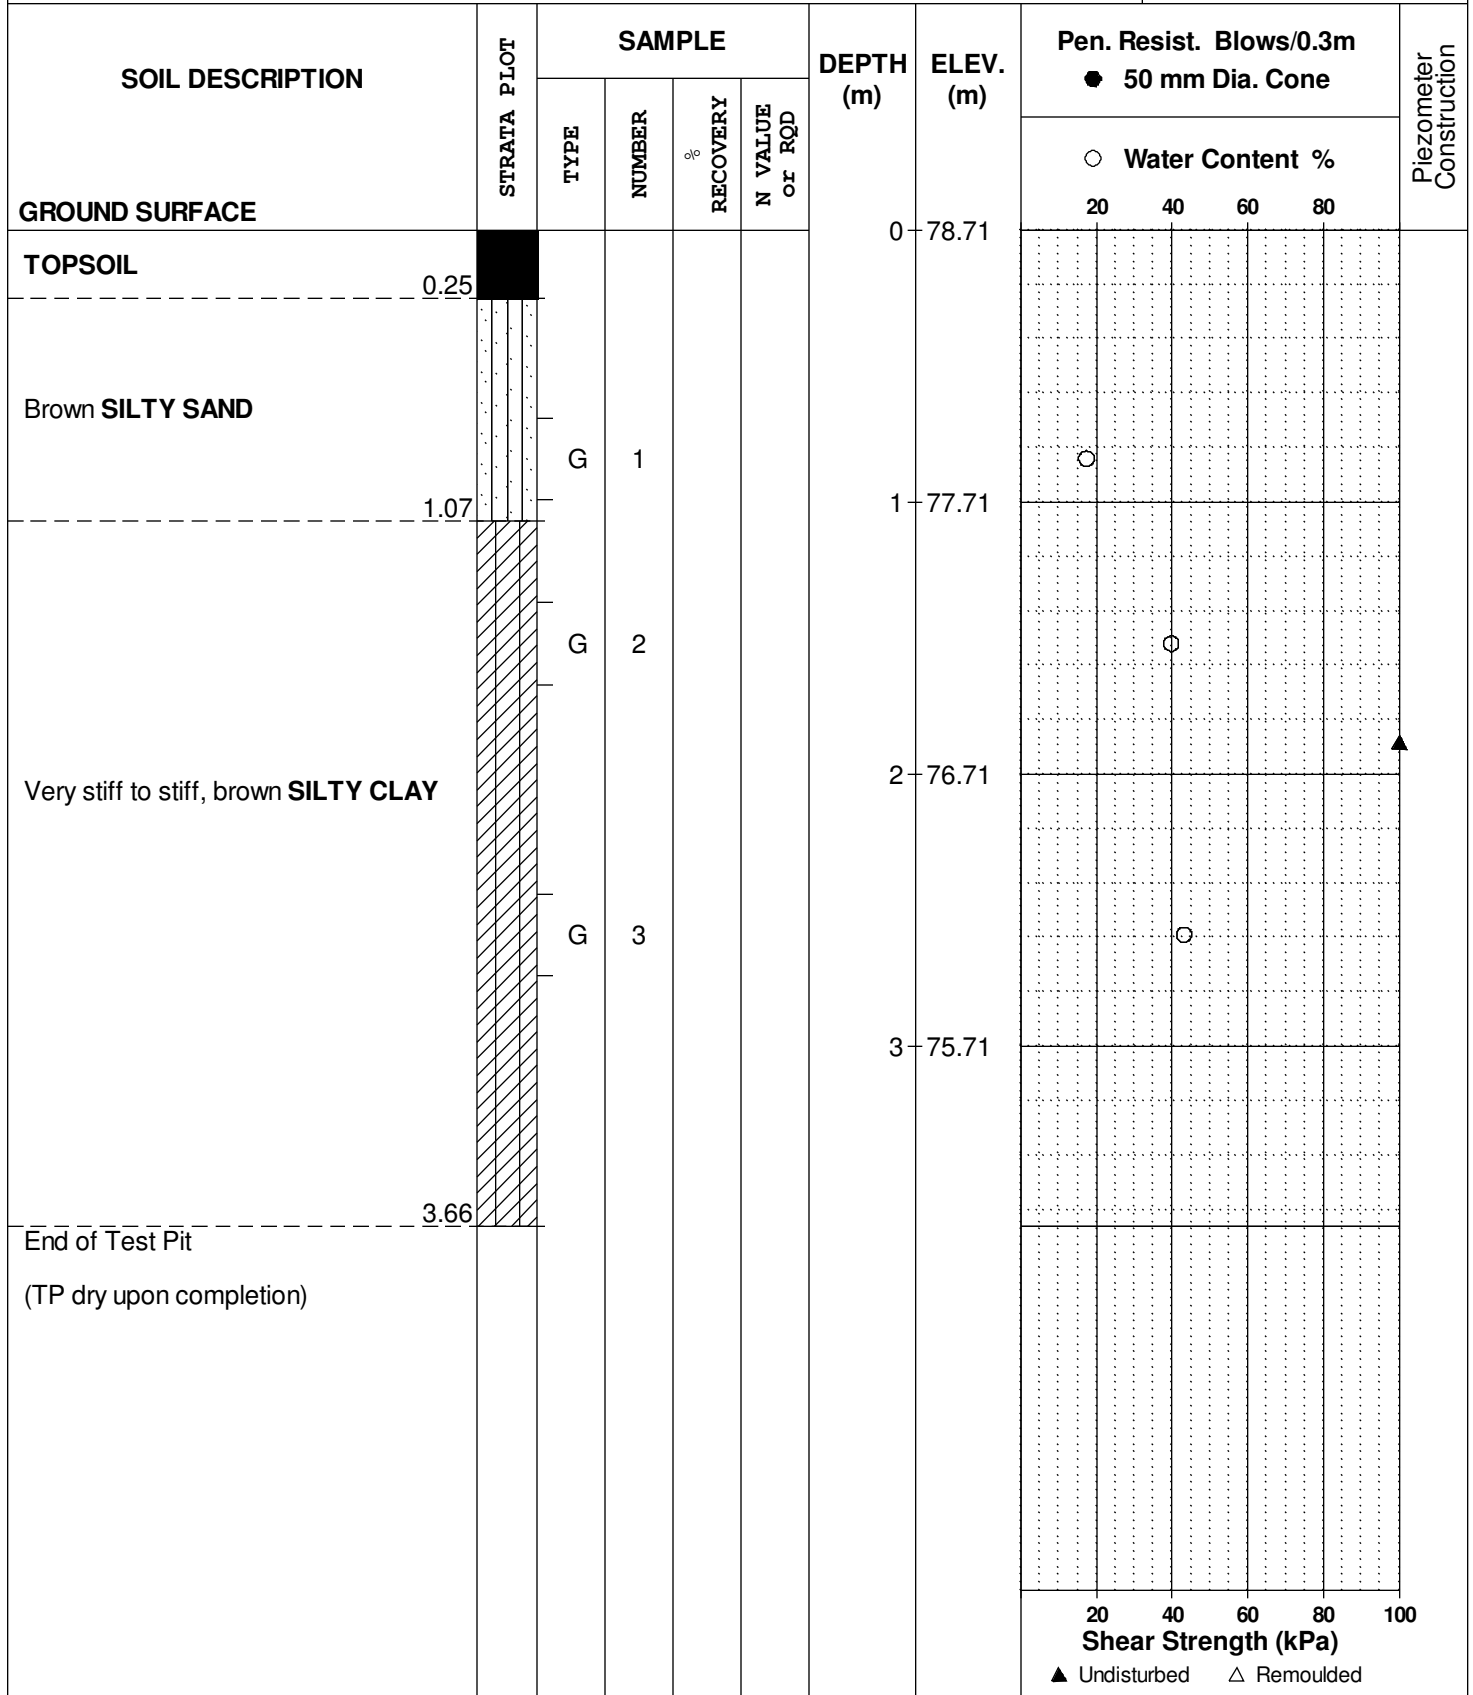 SOIL DESCRIPTION
GROUND SURFACE
STRATA PLOT
SAMPLE
TYPE
NUMBER
%
RECOVERY
N VALUE
or RQD
DEPTH
(m)
ELEV.
(m)
Pen. Resist. Blows/0.3m
● 50 mm Dia. Cone
○ Water Content %
20 40 60 80
Piezometer
Construction
0 78.71
TOPSOIL
0.25
Brown SILTY SAND
G 1
1.07
1 77.71
G 2
2 76.71
Very stiff to stiff, brown SILTY CLAY
G 3
3 75.71
3.66
End of Test Pit
(TP dry upon completion)
20 40 60 80 100
Shear Strength (kPa)
▲ Undisturbed △ Remoulded